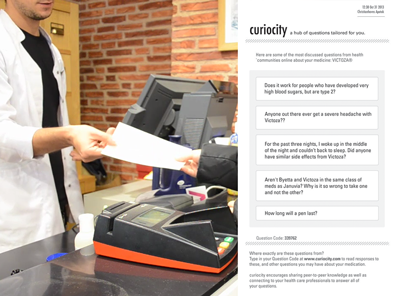 curiocity a hub of questions tailored for you.
Here are some of the most discussed questions from health
communities online about your medicine: VICTOZA®
Does it work for people who have developed very
high blood sugars, but are type 2?
Anyone out there ever get a severe headache with
Victoza??
For the past three nights, I woke up in the middle
of the night and couldn't back to sleep. Did anyone
have similar side effects from Victoza?
Aren't Byetta and Victoza in the same class of
meds as Januvia? Why is it so wrong to take one
and not the other?
How long will a pen last?
Question Code: 339762
Where exactly are these questions from?
Type in your Question Code at www.curiocity.com to read responses to
these, and other questions you may have about your medication.
curiocity encourages sharing peer-to-peer knowledge as well as
connecting to your health care professionals to answer all of
your questions.